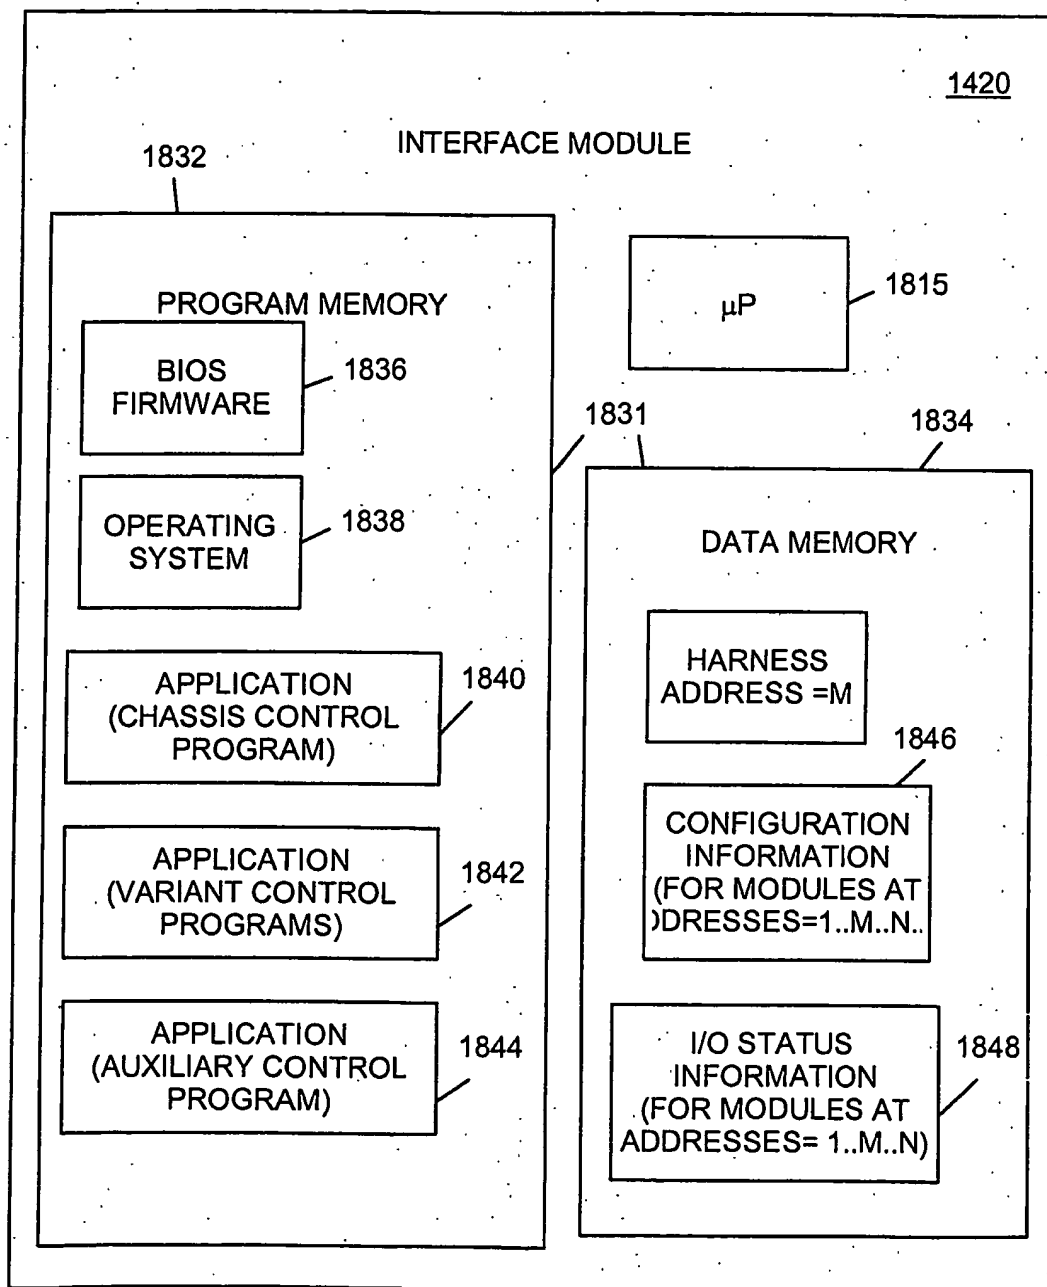 1420
INTERFACE MODULE
1832
PROGRAM MEMORY
BIOS
FIRMWARE
1836
OPERATING
SYSTEM
1838
APPLICATION
(CHASSIS CONTROL
PROGRAM)
1840
APPLICATION
(VARIANT CONTROL
PROGRAMS)
1842
APPLICATION
(AUXILIARY CONTROL
PROGRAM)
1844
µP
1815
1831
1834
DATA MEMORY
HARNESS
ADDRESS =M
1846
CONFIGURATION
INFORMATION
(FOR MODULES AT
DDRESSES=1..M..N..
I/O STATUS
INFORMATION
(FOR MODULES AT
ADDRESSES= 1..M..N)
1848